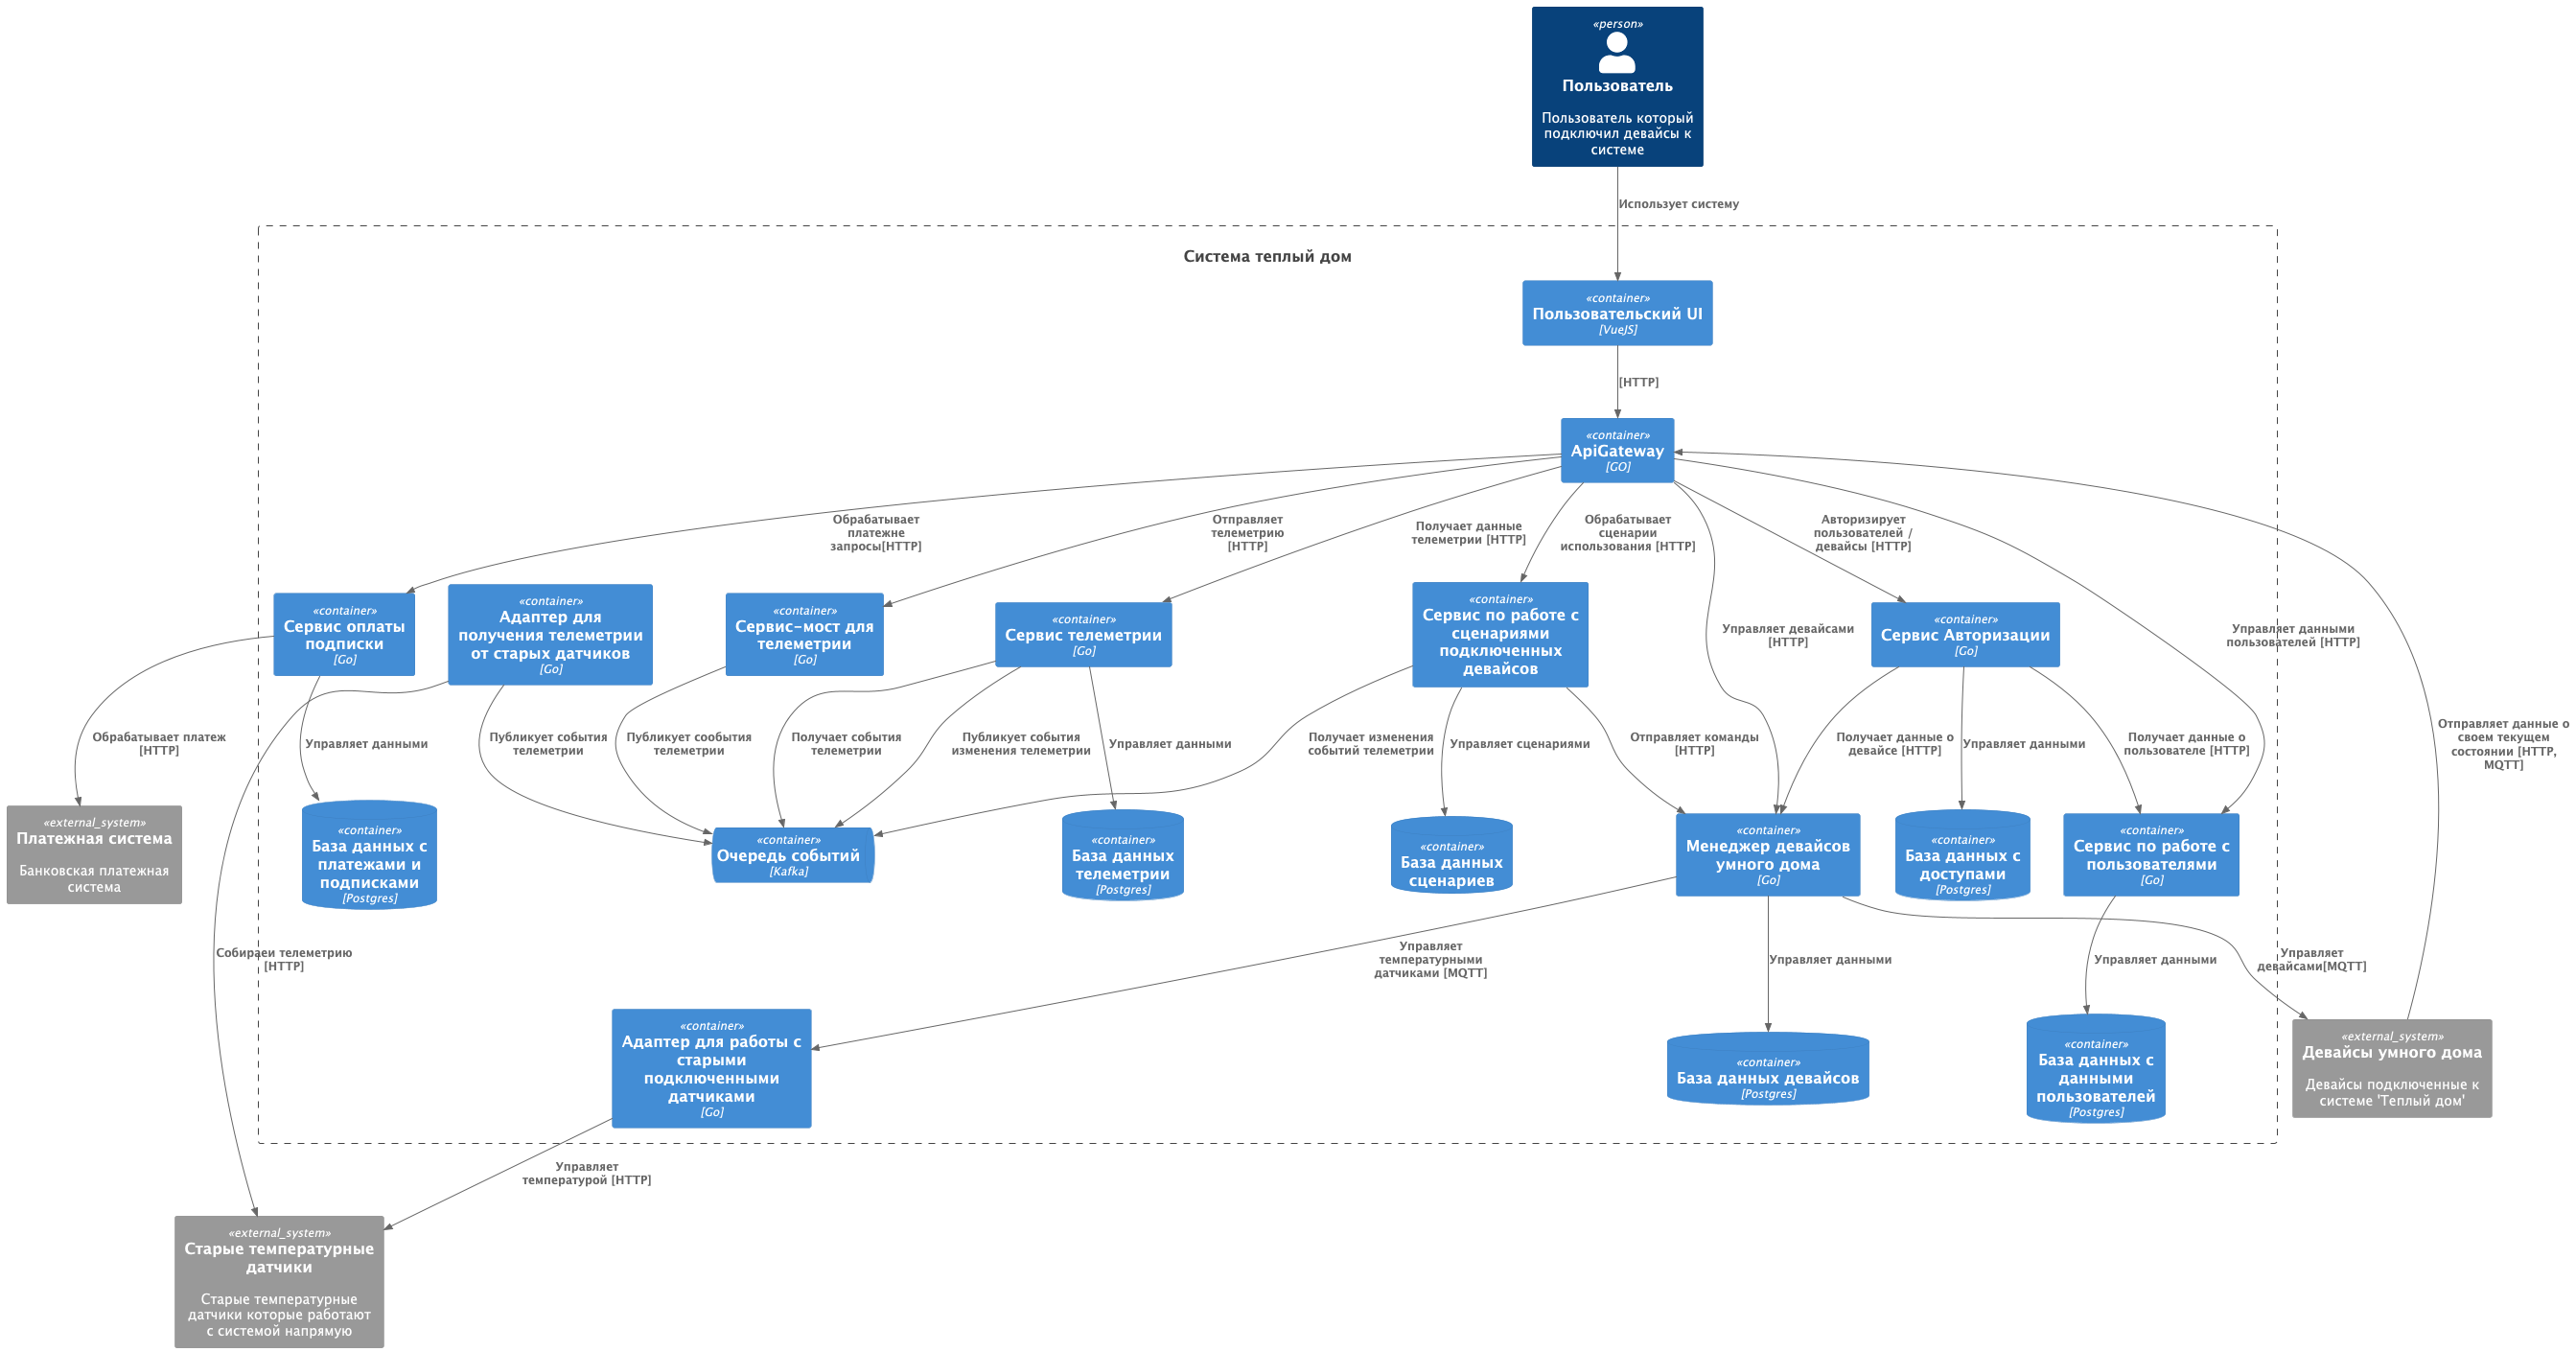 «person»
Пользователь
Пользователь который
подключил девайсы к
системе
Использует систему
Система теплый дом
«container»
Пользовательский UI
[VueJS]
[HTTP]
«container»
ApiGateway
[GO]
Обрабатывает
платежне
запросы[HTTP]
Отправляет
телеметрию
[HTTP]
Получает данные
телеметрии [HTTP]
Обрабатывает
сценарии
использования [HTTP]
Авторизирует
пользователей /
девайсы [HTTP]
Управляет девайсами
[HTTP]
Управляет данными
пользователей [HTTP]
«container»
Сервис оплаты
подписки
[Go]
«container»
Адаптер для
получения телеметрии
от старых датчиков
[Go]
«container»
Сервис-мост для
телеметрии
[Go]
«container»
Сервис телеметрии
[Go]
«container»
Сервис по работе с
сценариями
подключенных
девайсов
«container»
Сервис Авторизации
[Go]
Обрабатывает платеж
[HTTP]
Управляет данными
Публикует события
телеметрии
Публикует сообытия
телеметрии
Получает события
телеметрии
Публикует события
изменения телеметрии
Управляет данными
Получает изменения
событий телеметрии
Управляет сценариями
Отправляет команды
[HTTP]
Получает данные о
девайсе [HTTP]
Управляет данными
Получает данные о
пользователе [HTTP]
Отправляет данные о
своем текущем
состоянии [HTTP,
MQTT]
«external_system»
Платежная система
Банковская платежная
система
«container»
База данных с
платежами и
подписками
[Postgres]
«container»
Очередь событий
[Kafka]
«container»
База данных
телеметрии
[Postgres]
«container»
База данных
сценариев
«container»
Менеджер девайсов
умного дома
[Go]
«container»
База данных с
доступами
[Postgres]
«container»
Сервис по работе с
пользователями
[Go]
Собираеи телеметрию
[HTTP]
Управляет
температурными
датчиками [MQTT]
Управляет данными
Управляет данными
Управляет
девайсами[MQTT]
«container»
Адаптер для работы с
старыми
подключенными
датчиками
[Go]
«container»
База данных девайсов
[Postgres]
«container»
База данных с
данными
пользователей
[Postgres]
«external_system»
Девайсы умного дома
Девайсы подключенные к
системе 'Теплый дом'
Управляет
температурой [HTTP]
«external_system»
Старые температурные
датчики
Старые температурные
датчики которые работают
с системой напрямую